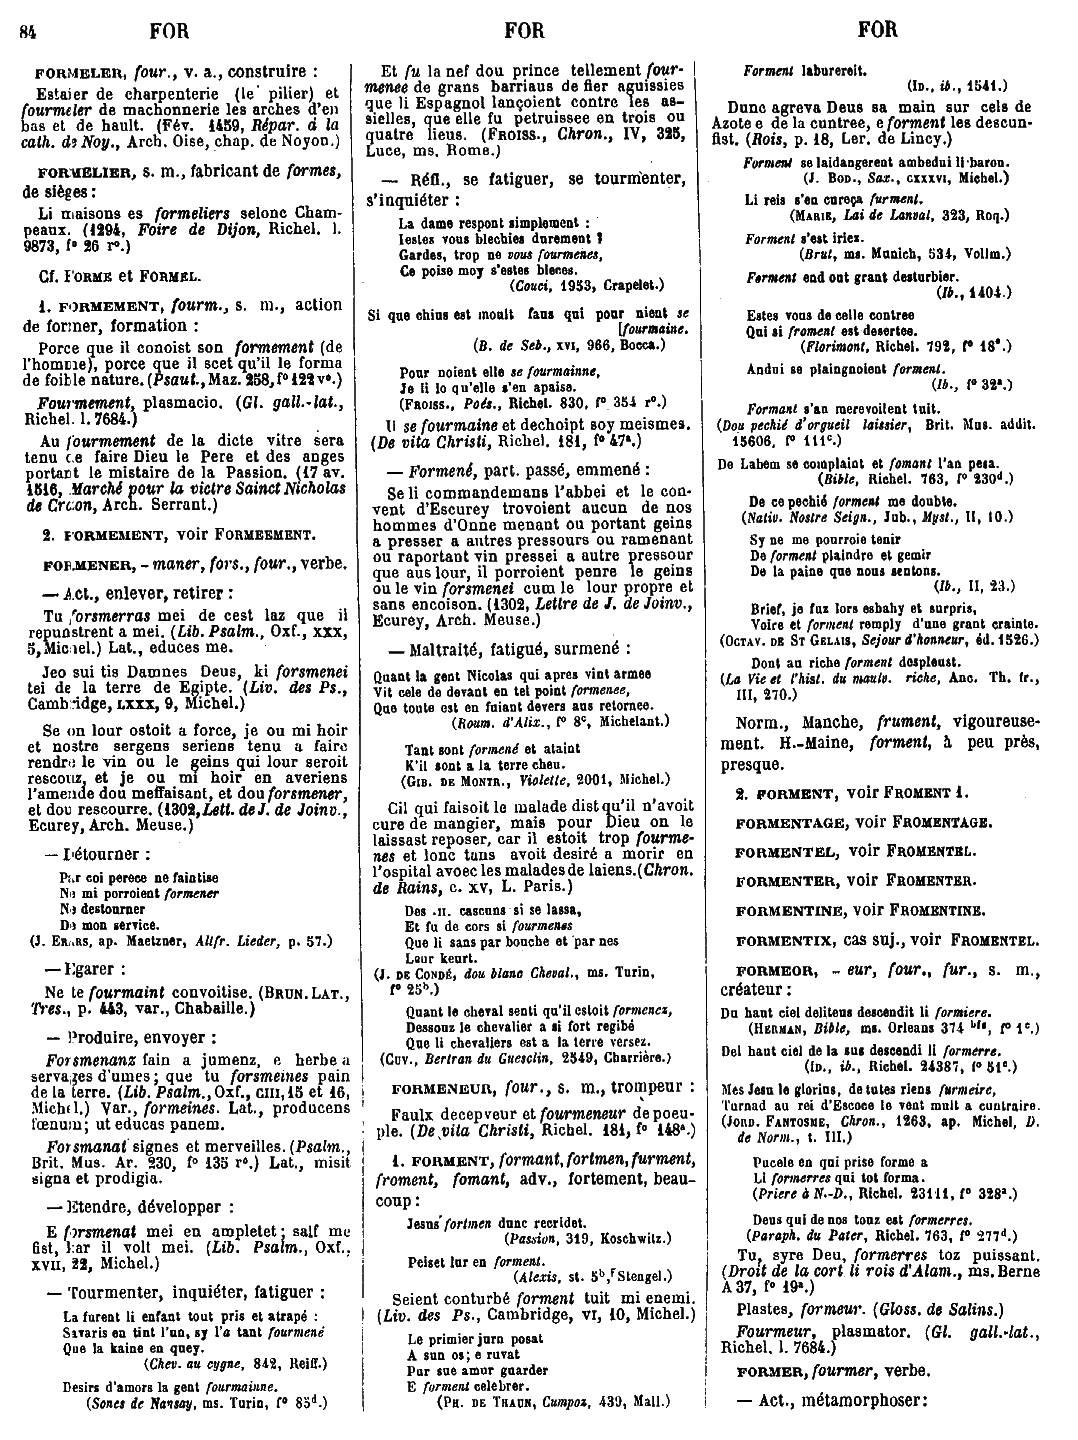 84 FOR FOR FOR
FORMELER, four., v. a., construire :
Estaier de charpenterie (le pilier) et
fourmeler de machonnerie les arches d'en
bas et de hault. (Fév. 1459, Répar. à la
cath. de Noy., Arch. Oise, chap. de Noyon.)
FORMELIER, s. m., fabricant de formes,
de sièges :
Li maisons es formeliers selonc Cham-
peaux. (1294, Foire de Dijon, Richel. l.
9873, f° 26 r°.)
Cf. FORME et FORMEL.
1. FORMEMENT, fourm., s. m., action
de former, formation :
Porce que il conoist son formement (de
l'homme), porce que il scet qu'il le forma
de foible nature. (Psaut., Maz. 258, f° 122 v°.)
Fourmement, plasmacio. (Gl. gall.-lat.,
Richel. l. 7684.)
Au fourmement de la dicte vitre sera
tenu de faire Dieu le Pere et des anges
portant le mistaire de la Passion. (17 av.
1516, Marché pour la victre Sainct Nicholas
de Craon, Arch. Serrant.)
2. FORMEMENT, voir FORMEEMENT.
FORMENER, - maner, fors., four., verbe.
— Act., enlever, retirer :
Tu forsmerras mei de cest laz que il
repunstrent a mei. (Lib. Psalm., Oxf., XXX,
5, Michel.) Lat., educes me.
Jeo sui tis Damnes Deus, ki forsmenei
tei de la terre de Egipte. (Liv. des Ps.,
Cambridge, LXXX, 9, Michel.)
Se on lour ostoit a force, je ou mi hoir
et nostre sergens seriens tenu a faire
rendre le vin ou le geins qui lour seroit
rescouz, et je ou mi hoir en averiens
l'amende dou meffaisant, et dou forsmener,
et dou rescourre. (1302, Lett. de J. de Joinv.,
Ecurey, Arch. Meuse.)
— Détourner :
Par coi perece ne faintise
Ne mi porroient formener
Ne destourner
De mon service.
(J. ERARS, ap. Maetzner, Altfr. Lieder, p. 57.)
— Egarer :
Ne te fourmaint convoitise. (BRUN. LAT.,
Tres., p. 443, var., Chabaille.)
— Produire, envoyer :
Forsmenanz fain a jumenz, e herbe a
servages d'umes; que tu forsmeines pain
de la terre. (Lib. Psalm., Oxf., CIII, 15 et 16,
Michel.) Var., formeines. Lat., producens
fœnum; ut educas panem.
Forsmanat signes et merveilles. (Psalm.,
Brit. Mus. Ar. 230, f° 135 r°.) Lat., misit
signa et prodigia.
— Etendre, développer :
E forsmenat mei en ampletet; salf me
fist, kar il volt mei. (Lib. Psalm., Oxf.,
XVII, 22, Michel.)
— Tourmenter, inquiéter, fatiguer :
La furent li enfant tout pris et atrapé :
Savaris en tint l'un, sy l'a tant fourmené
Que la kaine en quey.
(Chev. au cygne, 842, Reiff.)
Desirs d'amors la gent fourmainne.
(Sones de Nansay, ms. Turin, f° 85d.)
Et fu la nef dou prince tellement four-
menee de grans barriaus de fier aguissies
que li Espagnol lançoient contre les as-
sielles, que elle fu petruissee en trois ou
quatre lieus. (FROISS., Chron., IV, 325,
Luce, ms. Rome.)
— Réfl., se fatiguer, se tourmenter,
s'inquiéter :
La dame respont simplement :
Iestes vous blechies durement ?
Gardes, trop ne vous fourmenes,
Ce poise moy s'estes bleces.
(Couci, 1953, Crapelet.)
Si que chius est moult faus qui pour nient se
[fourmaine.
(B. de Seb., XVI, 966, Bocca.)
Pour noient elle se fourmainne,
Je li lo qu'elle s'en apaise.
(FROISS., Poés., Richel. 830, f° 354 r°.)
Il se fourmaine et dechoipt soy meismes.
(De vita Christi, Richel. 181, f° 47a.)
— Formené, part. passé, emmené :
Se li commandemans l'abbei et le con-
vent d'Escurey trovoient aucun de nos
hommes d'Onne menant ou portant geins
a presser a autres pressours ou ramenant
ou raportant vin pressei a autre pressour
que aus lour, il porroient penre le geins
ou le vin forsmenei cum le lour propre et
sans encoison. (1302, Lettre de J. de Joinv.,
Ecurey, Arch. Meuse.)
— Maltraité, fatigué, surmené :
Quant la gent Nicolas qui apres vint armee
Vit cele de devant en tel point formenee,
Que toute est en fuiant devers aus retornee.
(Roum. d'Alix., f° 8c, Michelant.)
Tant sont formené et ataint
K'il sont a la terre cheu.
(GIB. DE MONTR., Violette, 2001, Michel.)
Cil qui faisoit le malade dist qu'il n'avoit
cure de mangier, mais pour Dieu on le
laissast reposer, car il estoit trop fourme-
nes et lonc tans avoit desiré a morir en
l'ospital avoec les malades de laiens. (Chron.
de Rains, c. XV, L. Paris.)
Des .II. cascuns si se lassa,
Et fu de cors si fourmenes
Que li sans par bouche et par nes
Leur keurt.
(J. DE CONDÉ, dou blanc Cheval., ms. Turin,
f° 25b.)
Quant le cheval senti qu'il estoit formenez,
Dessouz le chevalier a si fort regibé
Que li chevaliers est a la terre versez.
(CUV., Bertran du Guesclin, 2549, Charrière.)
FORMENEUR, four., s. m., trompeur :
Faulx decepveur et fourmeneur de poeu-
ple. (De vita Christi, Richel. 181, f° 148a.)
1. FORMENT, formant, fortmen, furment,
froment, fomant, adv., fortement, beau-
coup :
Jesus fortmen dunc recridet.
(Passion, 319, Koschwitz.)
Peiset lur en forment.
(Alexis, st. 5b, Stengel.)
Seient conturbé forment tuit mi enemi.
(Liv. des Ps., Cambridge, VI, 10, Michel.)
Le primier jurn posat
A sun os; e ruvat
Pur sue amur guarder
E forment celebrer.
(PH. DE THAUN, Cumpoz, 439, Mall.)
Forment laburereit.
(ID., ib., 1541.)
Dunc agreva Deus sa main sur cels de
Azote e de la cuntree, e forment les descun-
fist. (Rois, p. 18, Ler. de Lincy.)
Forment se laidangerent ambedui li baron.
(J. BOD., Sax., CXXXVI, Michel.)
Li reis s'en cureça furment.
(MARIE, Lai de Lanval, 323, Roq.)
Forment s'est iriez.
(Brut, ms. Munich, 534, Vollm.)
Forment end out grant desturbier.
(Ib., 1404.)
Estes vous de celle contree
Qui si froment est desertee.
(Florimont, Richel. 792, f° 18a.)
Andui se plaingnoient forment.
(Ib., f° 32a.)
Formant s'an merevoilent tuit.
(Dou pechié d'orgueil laissier, Brit. Mus. addit.
15606, f° 111c.)
De Labem se complaint et fomant l'an pesa.
(Bible, Richel. 763, f° 230d.)
De ce pechié forment me doubte.
(Nativ. Nostre Seign., Jub., Myst., II, 10.)
Sy ne me pourroie tenir
De forment plaindre et gemir
De la paine que nous sentons.
(Ib., II, 23.)
Brief, je fuz lors esbahy et surpris,
Voire et forment remply d'une grant crainte.
(OCTAV. DE ST GELAIS, Sejour d'honneur, éd. 1526.)
Dont au riche forment despleust.
(La Vie et l'hist. du maulv. riche, Anc. Th. fr.,
III, 270.)
Norm., Manche, frument, vigoureuse-
ment. H.-Maine, forment, à peu près,
presque.
2. FORMENT, voir FROMENT 1.
FORMENTAGE, voir FROMENTAGE.
FORMENTEL, voir FROMENTEL.
FORMENTER, voir FROMENTER.
FORMENTINE, voir FROMENTINE.
FORMENTIX, cas suj., voir FROMENTEL.
FORMEOR, - eur, four., fur., s. m.,
créateur :
Du haut ciel deliteus descendit li formiere.
(HERMAN, Bible, ms. Orleans 374 bis, f° 1c.)
Del haut ciel de la sus descendi li formerre.
(ID., ib., Richel. 24387, f° 51c.)
Mes Jesu le glorius, de tutes riens furmeire,
Turnad au rei d'Escoce le vent mult a cuntraire.
(JORD. FANTOSME, Chron., 1263, ap. Michel, D.
de Norm., t. III.)
Pucele en qui prise forme a
Li formerres qui tot forma.
(Priere à N.-D., Richel. 23111, f° 328a.)
Deus qui de nos touz est formerres.
(Paraph. du Pater, Richel. 763, f° 277d.)
Tu, syre Deu, formerres toz puissant.
(Droit de la cort li rois d'Alam., ms. Berne
A 37, f° 19a.)
Plastes, formeur. (Gloss. de Salins.)
Fourmeur, plasmator. (Gl. gall.-lat.,
Richel. l. 7684.)
FORMER, fourmer, verbe.
— Act., métamorphoser :